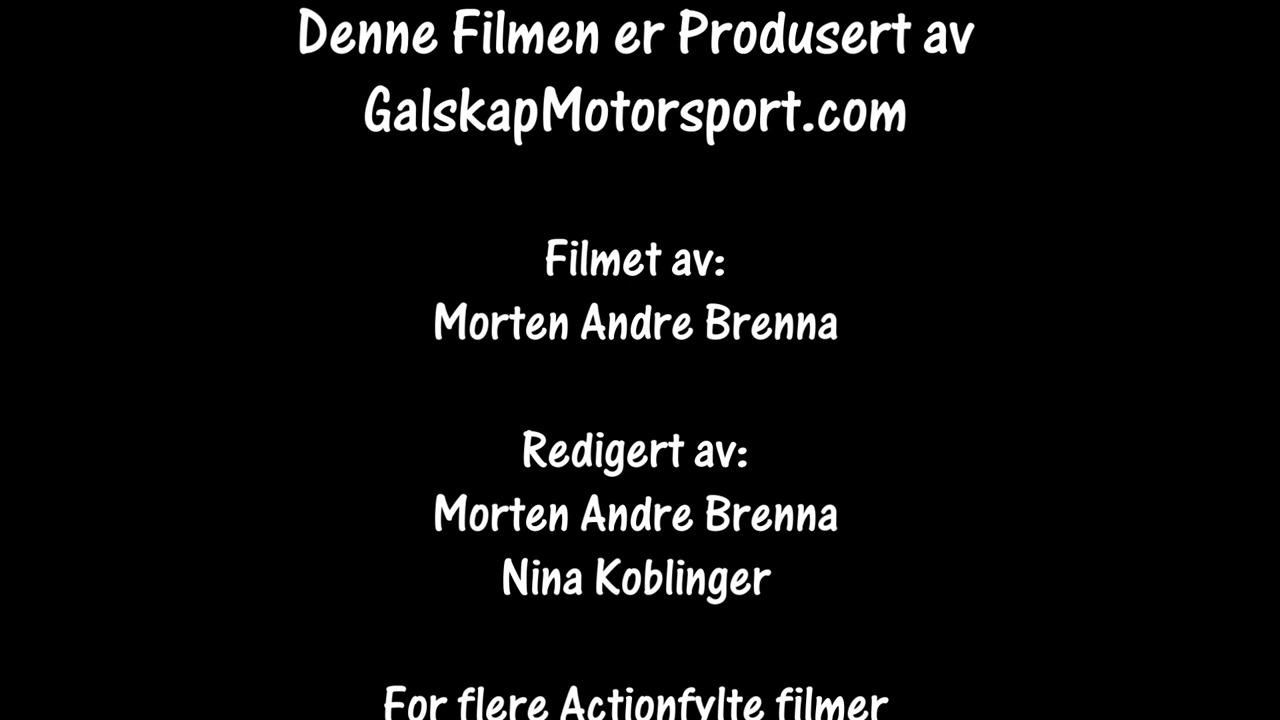 Denne Filmen er Produsert av
GalskapMotorsport.com
Filmet av:
Morten Andre Brenna
Redigert av:
Morten Andre Brenna
Nina Koblinger
For flere Actionfylte filmer